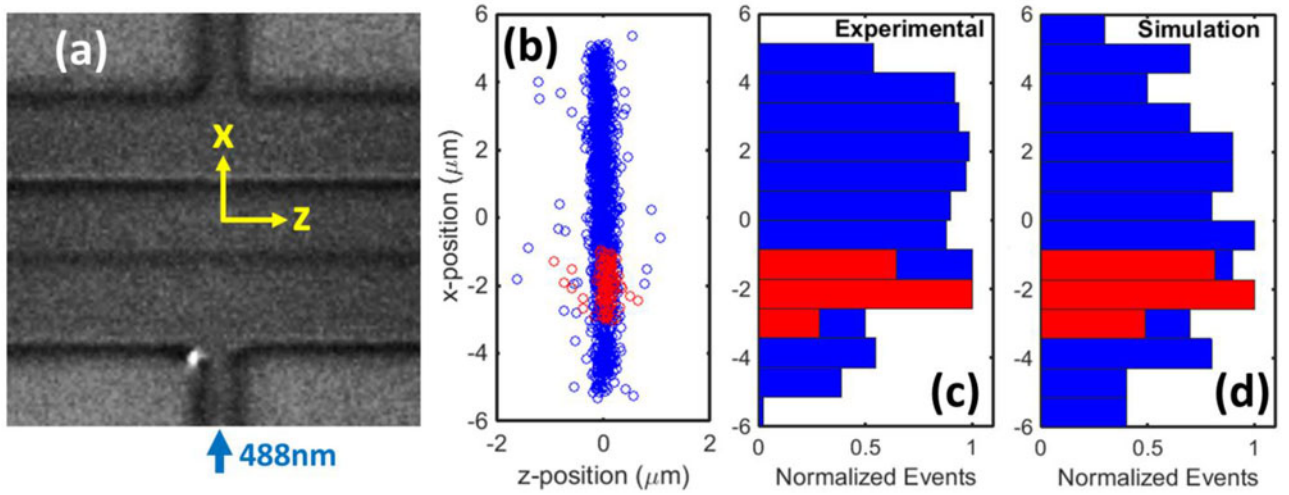 (a)
x
z
488nm
(b)
x-position (μm)
6
4
2
0
-2
-4
-6
-2
0
2
z-position (μm)
Experimental
(c)
6
4
2
0
-2
-4
-6
0
0.5
1
Normalized Events
Simulation
(d)
6
4
2
0
-2
-4
-6
0
0.5
1
Normalized Events